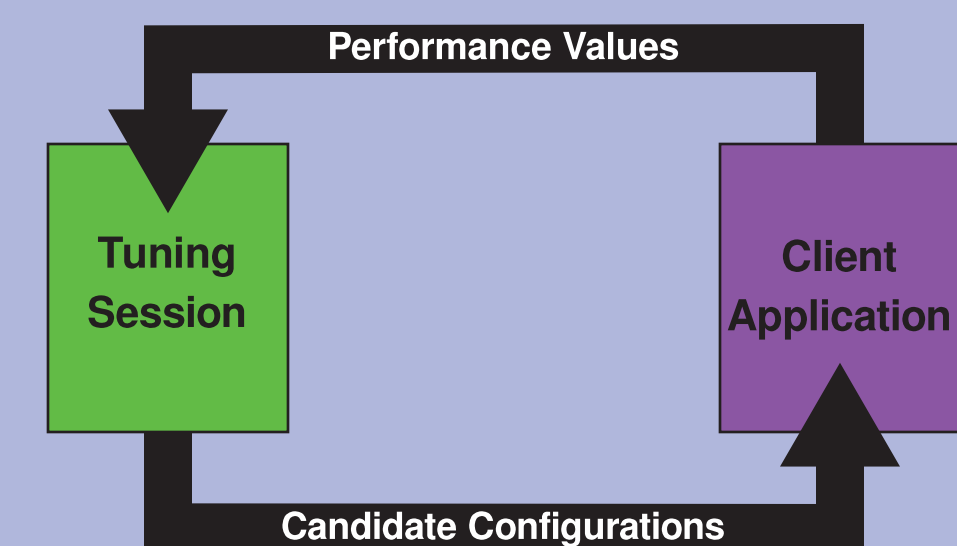 Performance Values
Tuning
Session
Client
Application
Candidate Configurations